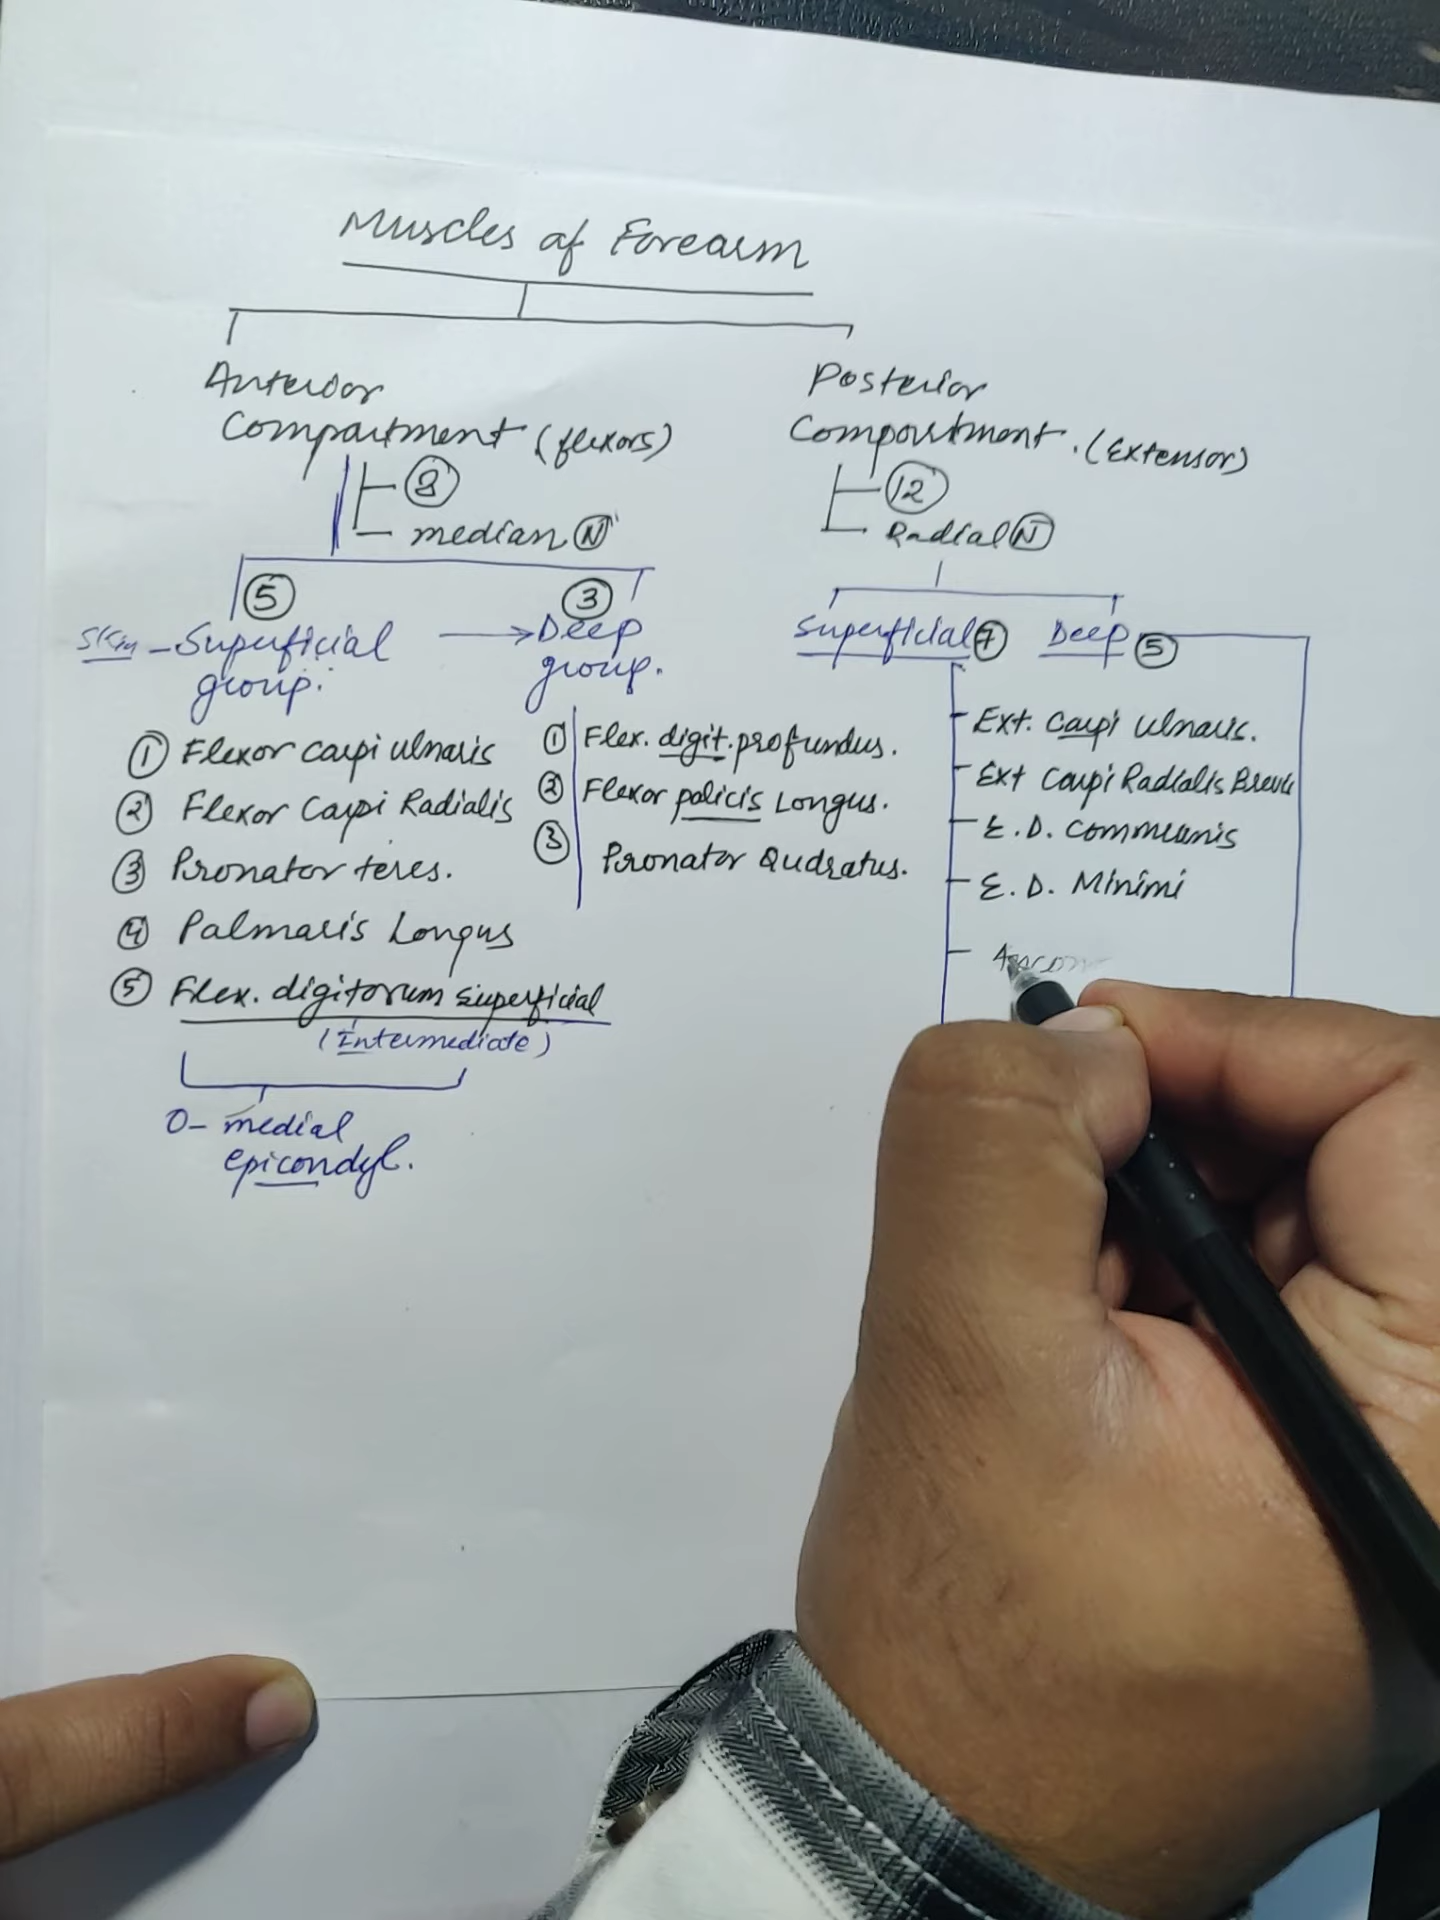 Muscles of Forearm
Anterior
Compartment (flexors)
8
median N
5
3
Skin - Superficial
group.
Deep
group.
1 Flexor Carpi ulnaris
2 Flexor Carpi Radialis
3 Pronator teres.
4 Palmaris Longus
5 Flex. digitorum Superficial
(Intermediate)
O- medial
epicondyl.
1 Flex. digit. profundus.
2 Flexor policis Longus.
3 Pronator Qudratus.
Posterior
Compartment. (Extensor)
12
Radial N
Superficial 7
Deep 5
Ext. Carpi Ulnaris.
Ext Carpi Radialis Brevis
E. D. Communis
E. D. Minimi